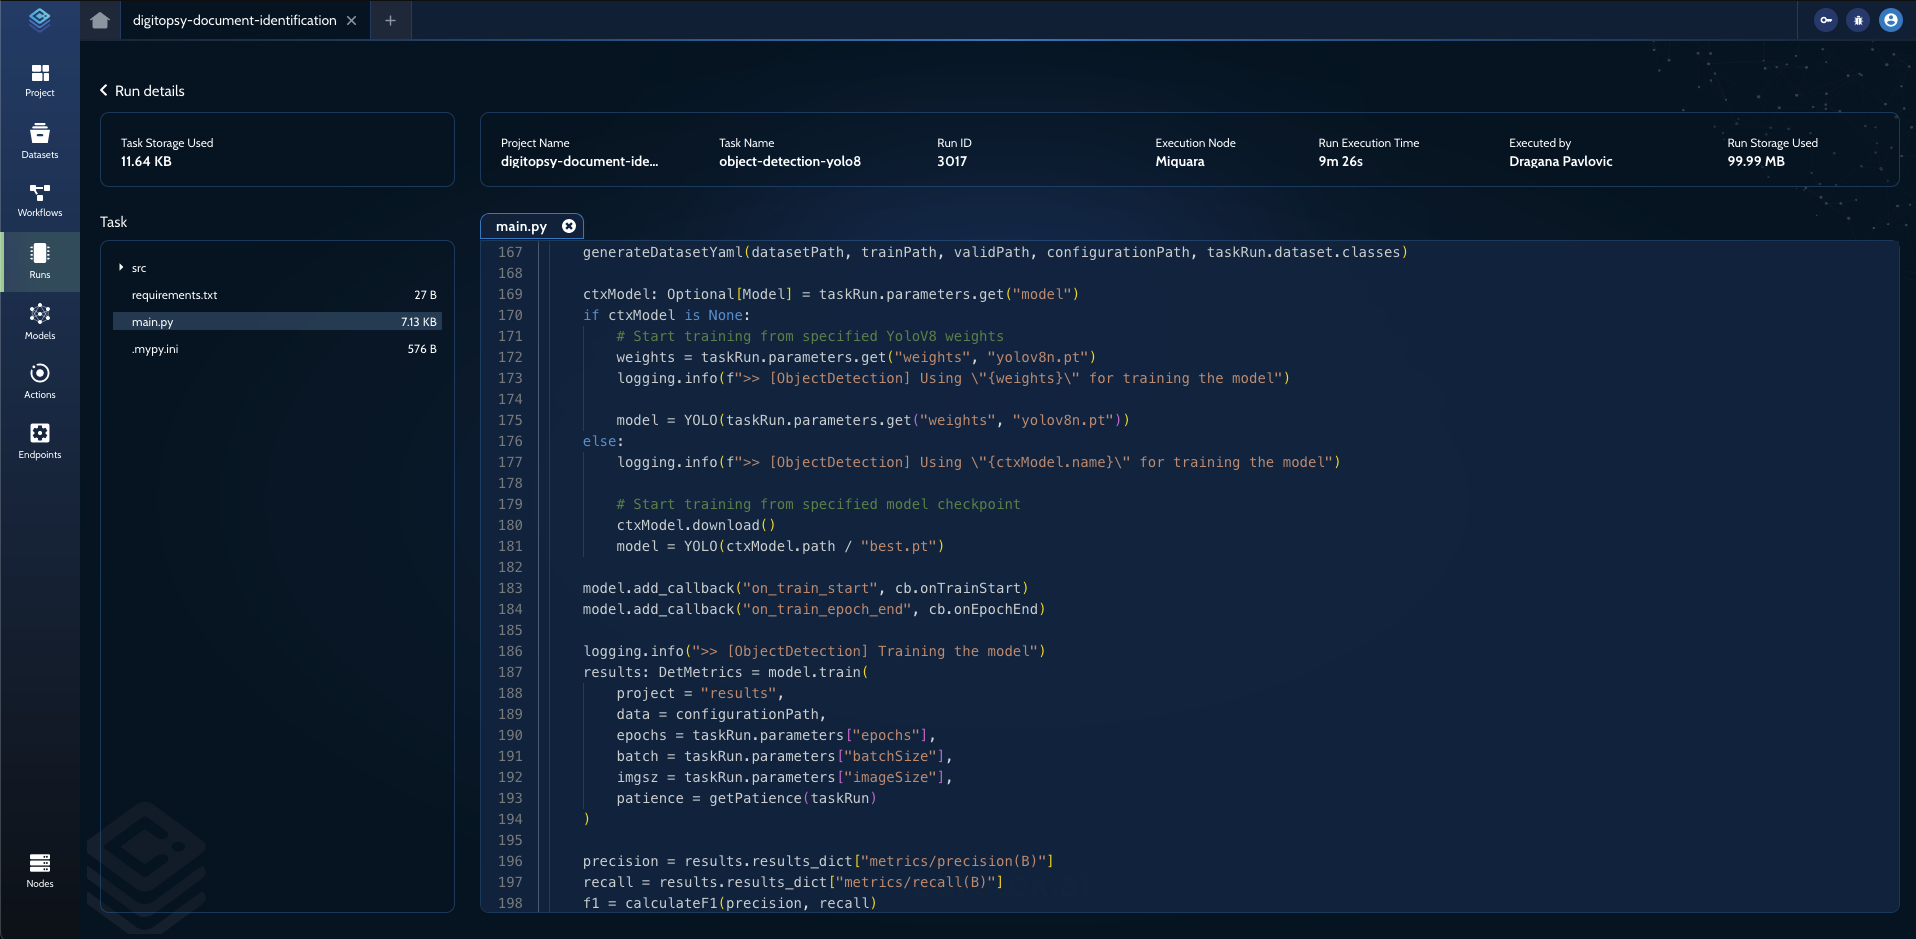 digitopsy-document-identification
Project
Datasets
Workflows
Runs
Models
Actions
Endpoints
Nodes
Run details
Task Storage Used
11.64 KB
Project Name
digitopsy-document-ide...
Task Name
object-detection-yolo8
Run ID
3017
Execution Node
Miquara
Run Execution Time
9m 26s
Executed by
Dragana Pavlovic
Run Storage Used
99.99 MB
Task
src
requirements.txt 27 B
main.py 7.13 KB
.mypy.ini 576 B
main.py
167 generateDatasetYaml(datasetPath, trainPath, validPath, configurationPath, taskRun.dataset.classes)
168
169 ctxModel: Optional[Model] = taskRun.parameters.get("model")
170 if ctxModel is None:
171 # Start training from specified YoloV8 weights
172 weights = taskRun.parameters.get("weights", "yolov8n.pt")
173 logging.info(f">> [ObjectDetection] Using \"{weights}\" for training the model")
174
175 model = YOLO(taskRun.parameters.get("weights", "yolov8n.pt"))
176 else:
177 logging.info(f">> [ObjectDetection] Using \"{ctxModel.name}\" for training the model")
178
179 # Start training from specified model checkpoint
180 ctxModel.download()
181 model = YOLO(ctxModel.path / "best.pt")
182
183 model.add_callback("on_train_start", cb.onTrainStart)
184 model.add_callback("on_train_epoch_end", cb.onEpochEnd)
185
186 logging.info(">> [ObjectDetection] Training the model")
187 results: DetMetrics = model.train(
188 project = "results",
189 data = configurationPath,
190 epochs = taskRun.parameters["epochs"],
191 batch = taskRun.parameters["batchSize"],
192 imgsz = taskRun.parameters["imageSize"],
193 patience = getPatience(taskRun)
194 )
195
196 precision = results.results_dict["metrics/precision(B)"]
197 recall = results.results_dict["metrics/recall(B)"]
198 f1 = calculateF1(precision, recall)